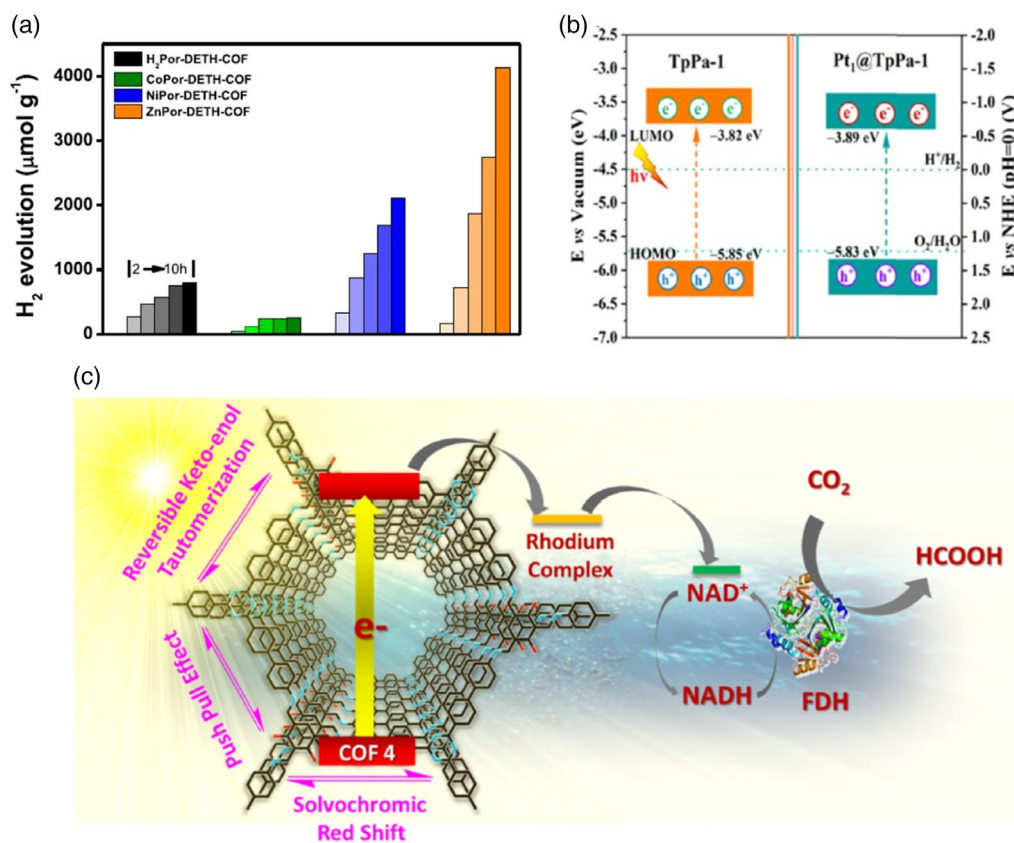 (a)
H₂ evolution (μmol g⁻¹)
4000
3000
2000
1000
0
H₂Por-DETH-COF
CoPor-DETH-COF
NiPor-DETH-COF
ZnPor-DETH-COF
2 → 10h
(b)
E vs Vacuum (eV)
-2.5
-3.0
-3.5
-4.0
-4.5
-5.0
-5.5
-6.0
-6.5
-7.0
TpPa-1
Pt₁@TpPa-1
e⁻ e⁻ e⁻
e⁻ e⁻ e⁻
LUMO
−3.82 eV
−3.89 eV
hν
H⁺/H₂
O₂/H₂O
HOMO
−5.85 eV
−5.83 eV
h⁺ h⁺ h⁺
h⁺ h⁺ h⁺
-2.0
-1.5
-1.0
-0.5
0.0
0.5
1.0
1.5
2.0
2.5
E vs NHE (pH=0) (V)
(c)
Reversible Keto-enol
Tautomerization
Push Pull Effect
e-
COF 4
Solvochromic
Red Shift
Rhodium
Complex
NAD⁺
NADH
CO₂
HCOOH
FDH